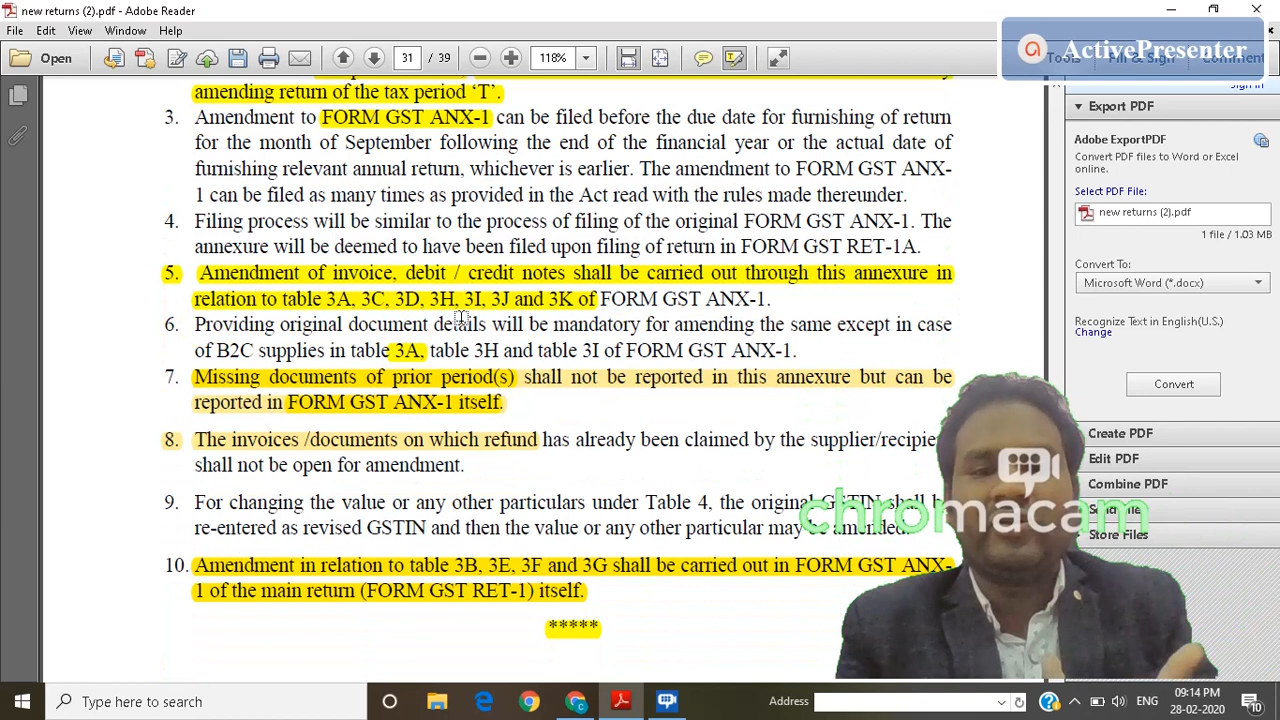 new returns (2).pdf - Adobe Reader
File Edit View Window Help
Open 31 / 39 118% Tools Fill & Sign Comment
ActivePresenter
Sign In
amending return of the tax period ‘T’.
3. Amendment to FORM GST ANX-1 can be filed before the due date for furnishing of return
for the month of September following the end of the financial year or the actual date of
furnishing relevant annual return, whichever is earlier. The amendment to FORM GST ANX-
1 can be filed as many times as provided in the Act read with the rules made thereunder.
4. Filing process will be similar to the process of filing of the original FORM GST ANX-1. The
annexure will be deemed to have been filed upon filing of return in FORM GST RET-1A.
5. Amendment of invoice, debit / credit notes shall be carried out through this annexure in
relation to table 3A, 3C, 3D, 3H, 3I, 3J and 3K of FORM GST ANX-1.
6. Providing original document details will be mandatory for amending the same except in case
of B2C supplies in table 3A, table 3H and table 3I of FORM GST ANX-1.
7. Missing documents of prior period(s) shall not be reported in this annexure but can be
reported in FORM GST ANX-1 itself.
8. The invoices /documents on which refund has already been claimed by the supplier/recipien
shall not be open for amendment.
9. For changing the value or any other particulars under Table 4, the original GSTIN shall b
re-entered as revised GSTIN and then the value or any other particular may be amended.
10. Amendment in relation to table 3B, 3E, 3F and 3G shall be carried out in FORM GST ANX-
1 of the main return (FORM GST RET-1) itself.
*****
Export PDF
Adobe ExportPDF
Convert PDF files to Word or Excel
online.
Select PDF File:
new returns (2).pdf
1 file / 1.03 MB
Convert To:
Microsoft Word (*.docx)
Recognize Text in English(U.S.)
Change
Convert
Create PDF
Edit PDF
Combine PDF
Send Files
Store Files
chromacam
Type here to search
Address
ENG
09:14 PM
28-02-2020
10